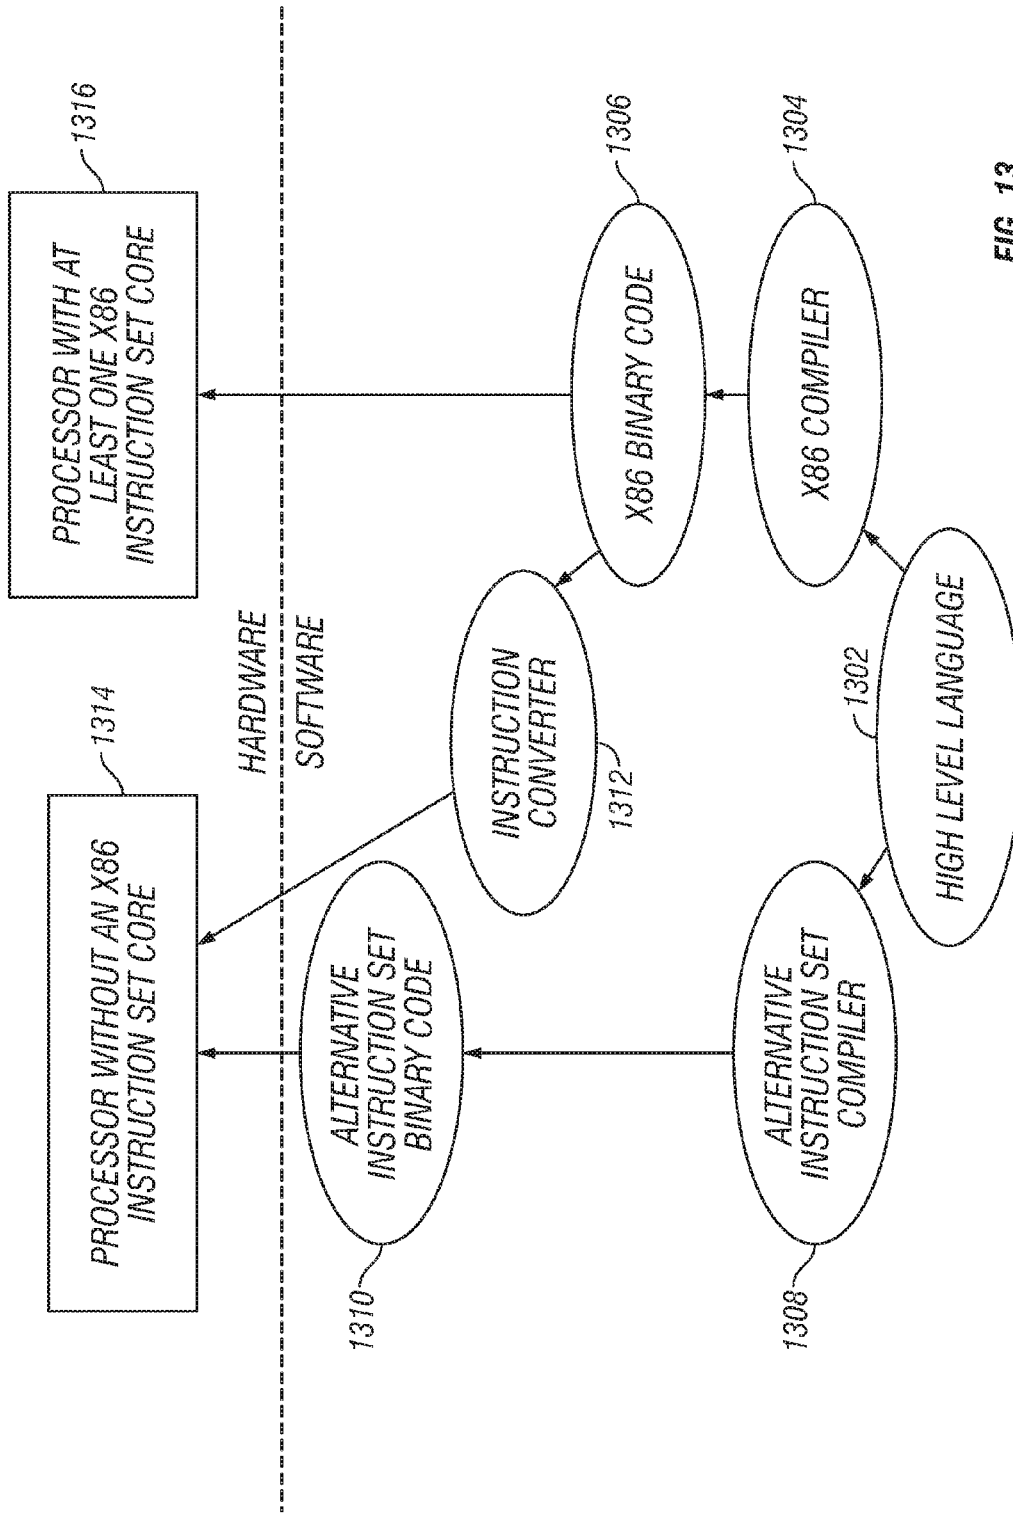 PROCESSOR WITHOUT AN X86
INSTRUCTION SET CORE
1314
PROCESSOR WITH AT
LEAST ONE X86
INSTRUCTION SET CORE
1316
HARDWARE
SOFTWARE
1310
ALTERNATIVE
INSTRUCTION SET
BINARY CODE
INSTRUCTION
CONVERTER
1312
X86 BINARY CODE
1306
1308
ALTERNATIVE
INSTRUCTION SET
COMPILER
X86 COMPILER
1304
1302
HIGH LEVEL LANGUAGE
FIG. 13